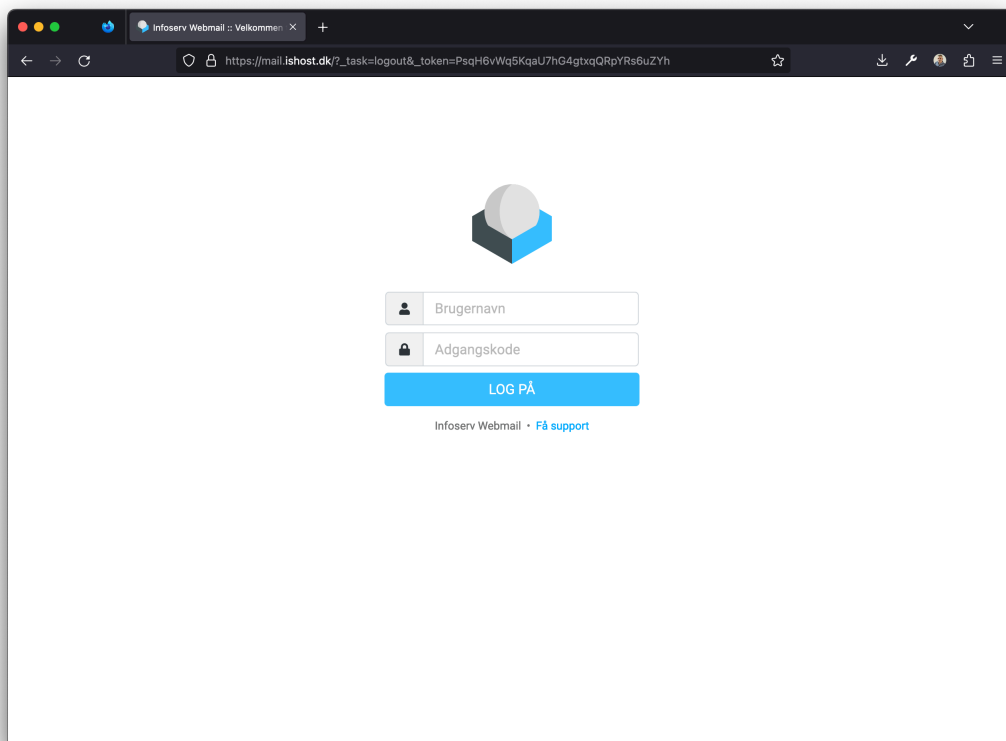 Infoserv Webmail :: Velkommen
https://mail.ishost.dk/?_task=logout&_token=PsqH6vWq5KqaU7hG4gtxqQRpYRs6uZYh
Brugernavn
Adgangskode
LOG PÅ
Infoserv Webmail • Få support